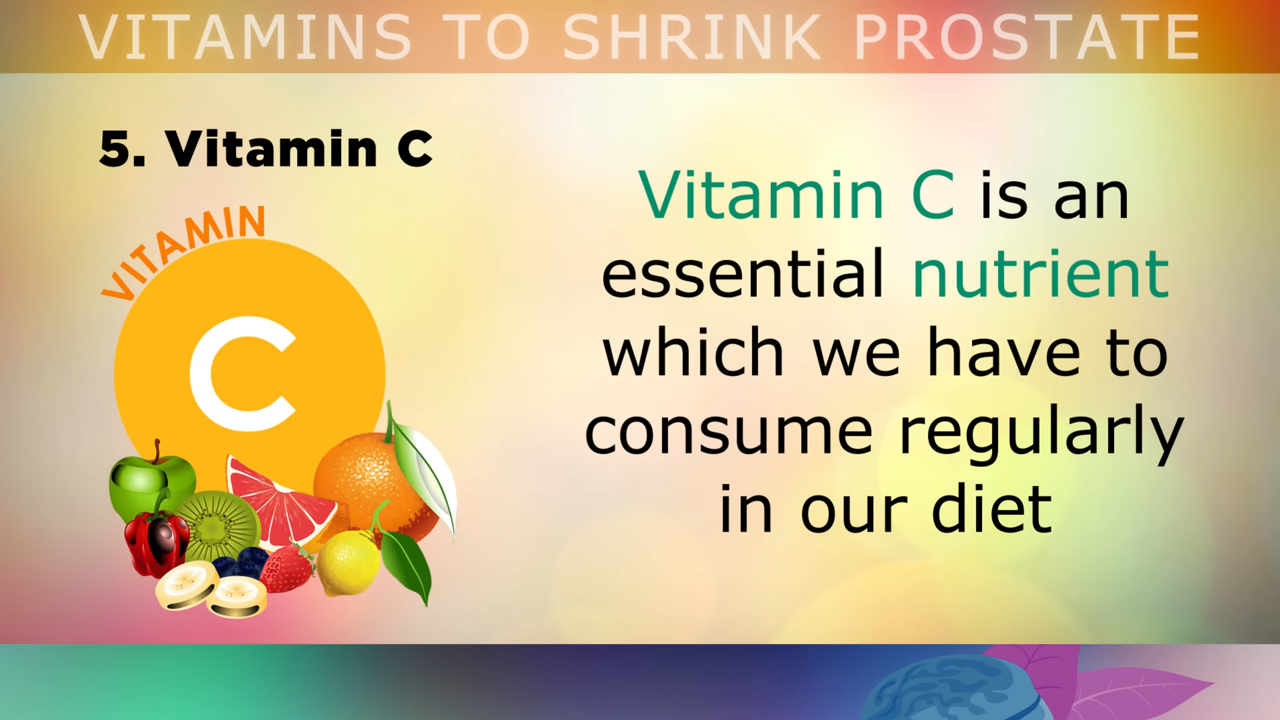 VITAMINS TO SHRINK PROSTATE
5. Vitamin C
VITAMIN
C
Vitamin C is an
essential nutrient
which we have to
consume regularly
in our diet